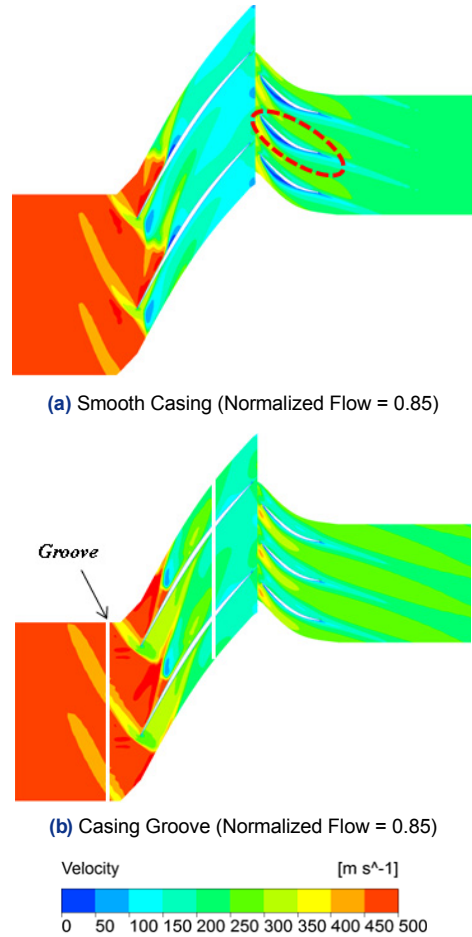 (a) Smooth Casing (Normalized Flow = 0.85)
Groove
(b) Casing Groove (Normalized Flow = 0.85)
Velocity [m s^-1]
0 50 100 150 200 250 300 350 400 450 500